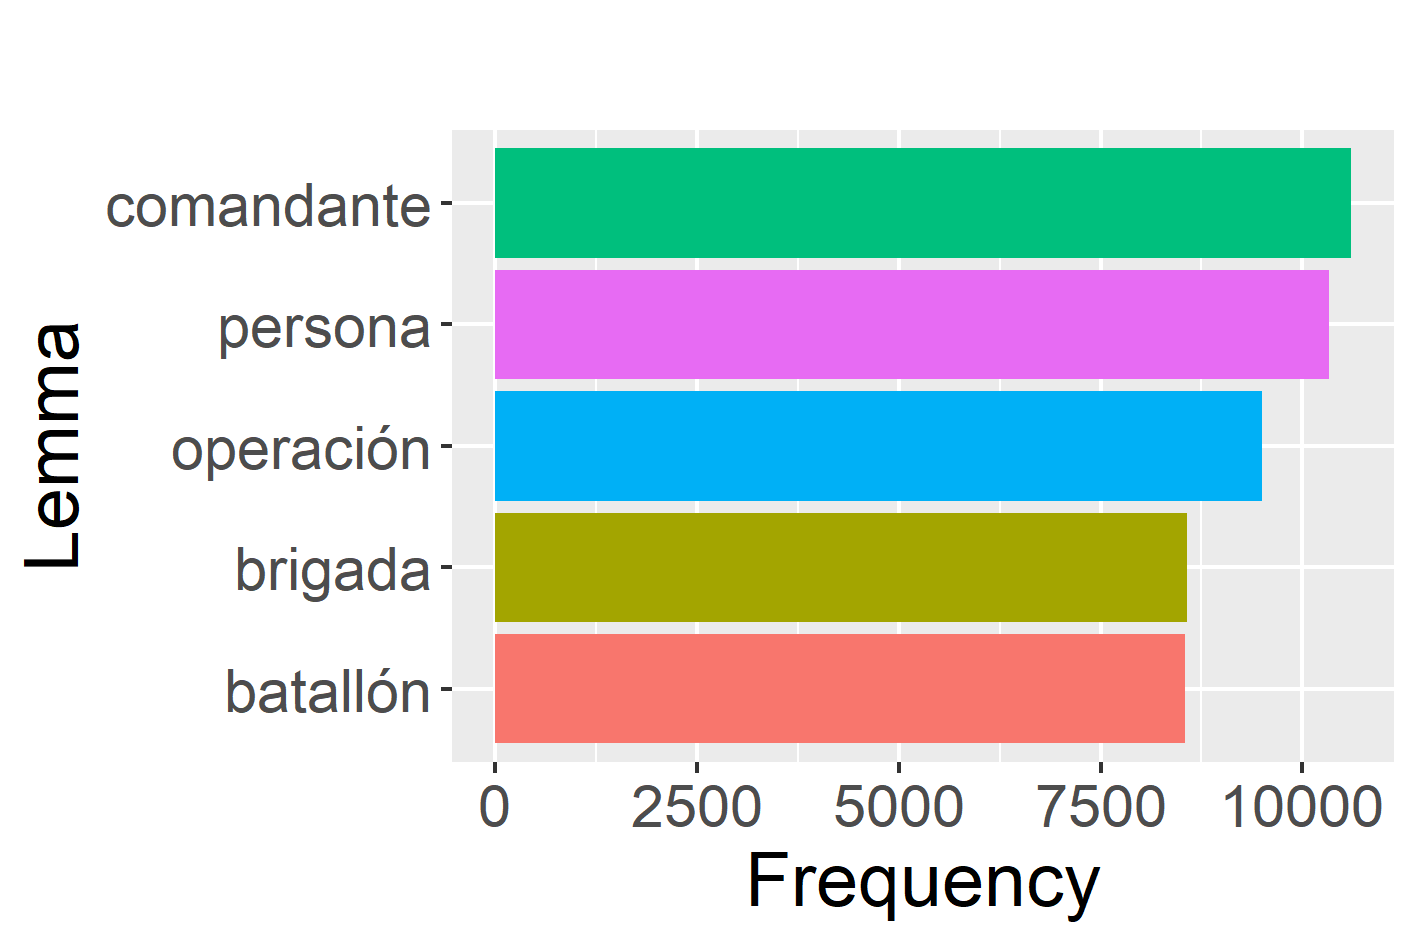 Lemma
comandante
persona
operación
brigada
batallón
0 2500 5000 7500 10000
Frequency